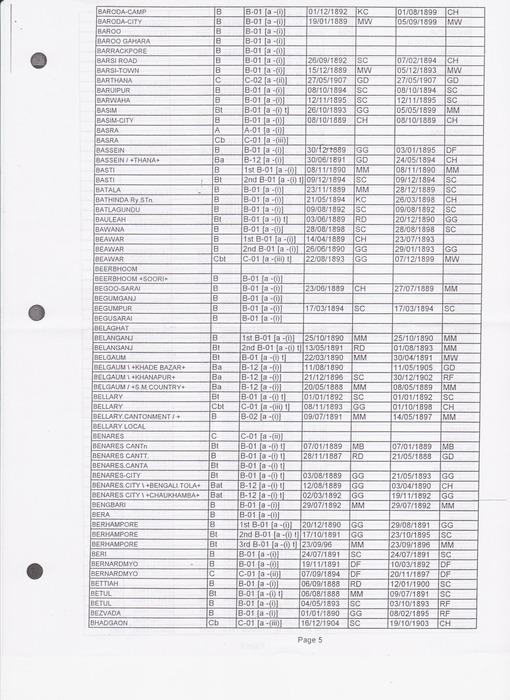 BARODA-CAMP B B-01 [a -(i)] 01/12/1892 KC 01/08/1899 CH
BARODA-CITY B B-01 [a -(i)] 19/01/1889 MW 05/09/1899 MW
BAROO B B-01 [a -(i)]
BAROO GAHARA B B-01 [a -(i)]
BARRACKPORE B B-01 [a -(i)]
BARSI ROAD B B-01 [a -(i)] 26/09/1892 SC 07/02/1894 CH
BARSI-TOWN B B-01 [a -(i)] 15/12/1889 MW 05/12/1893 MW
BARTHANA C C-02 [a -(ii)] 27/05/1907 GD 27/05/1907 GD
BARUIPUR B B-01 [a -(i)] 08/10/1894 SC 08/10/1894 SC
BARWAHA B B-01 [a -(i)] 12/11/1895 SC 12/11/1895 SC
BASIM Bt B-01 [a -(i) t] 26/10/1893 GG 05/05/1899 MM
BASIM-CITY B B-01 [a -(i)] 08/10/1889 CH 08/10/1889 CH
BASRA A A-01 [a -(i)]
BASRA Cb C-01 [a -(iii)]
BASSEIN B B-01 [a -(i)] 30/12/1889 GG 03/01/1895 DF
BASSEIN / +THANA+ Ba B-12 [a -(i)] 30/06/1891 GD 24/05/1894 CH
BASTI B 1st B-01 [a -(i)] 08/11/1890 MM 08/11/1890 MM
BASTI Bt 2nd B-01 [a -(i) t] 09/12/1894 SC 09/12/1894 SC
BATALA B B-01 [a -(i)] 23/11/1889 MM 28/12/1889 SC
BATHINDA Ry.STn. B B-01 [a -(i)] 21/05/1894 KC 26/03/1898 CH
BATLAGUNDU B B-01 [a -(i)] 09/08/1892 SC 09/08/1892 SC
BAULEAH Bt B-01 [a -(i) t] 03/06/1889 RD 20/12/1890 GG
BAWANA B B-01 [a -(i)] 28/08/1898 SC 28/08/1898 SC
BEAWAR B 1st B-01 [a -(i)] 14/04/1889 CH 23/07/1893
BEAWAR B 2nd B-01 [a -(i)] 26/06/1890 GG 29/01/1893 GG
BEAWAR Cbt C-01 [a -(iii) t] 22/08/1893 GG 07/12/1899 MW
BEERBHOOM
BEERBHOOM +SOORI+ B B-01 [a -(i)]
BEGOO-SARAI B B-01 [a -(i)] 23/06/1889 CH 27/07/1889 MM
BEGUMGANJ B B-01 [a -(i)]
BEGUMPUR B B-01 [a -(i)] 17/03/1894 SC 17/03/1894 SC
BEGUSARAI B B-01 [a -(i)]
BELAGHAT
BELANGANJ B 1st B-01 [a -(i)] 25/10/1890 MM 25/10/1890 MM
BELANGANJ Bt 2nd B-01 [a -(i) t] 13/05/1891 RD 01/08/1893 MM
BELGAUM Bt B-01 [a -(i) t] 22/03/1890 MM 30/04/1891 MW
BELGAUM \ +KHADE BAZAR+ Ba B-12 [a -(i)] 11/08/1890 11/05/1905 GD
BELGAUM \ +KHANAPUR+ Ba B-12 [a -(i)] 21/12/1896 SC 30/12/1902 RF
BELGAUM / +S.M.COUNTRY+ Ba B-12 [a -(i)] 20/05/1888 MM 08/05/1889 MM
BELLARY Bt B-01 [a -(i) t] 01/01/1892 SC 01/01/1892 SC
BELLARY Cbt C-01 [a -(iii) t] 08/11/1893 GG 01/10/1898 CH
BELLARY.CANTONMENT / + B B-02 [a -(i)] 09/07/1891 MM 14/05/1897 MM
BELLARY LOCAL
BENARES C C-01 [a -(ii)]
BENARES CANTn Bt B-01 [a -(i) t] 07/01/1889 MB 07/01/1889 MB
BENARES CANTT. Bt B-01 [a -(i) t] 28/11/1887 RD 21/05/1888 GD
BENARES.CANTA Bt B-01 [a -(i) t]
BENARES-CITY Bt B-01 [a -(i) t] 03/08/1889 GG 21/05/1893 GG
BENARES.CITY \ +BENGALI.TOLA+ Bat B-12 [a -(i) t] 12/08/1889 GG 03/04/1890 CH
BENARES CITY \ +CHAUKHAMBA+ Bat B-12 [a -(i) t] 02/03/1892 GG 19/11/1892 GG
BENGBARI B B-01 [a -(i)] 29/07/1892 MM 29/07/1892 MM
BERA B B-01 [a -(i)]
BERHAMPORE B 1st B-01 [a -(i)] 20/12/1890 GG 29/08/1891 GG
BERHAMPORE Bt 2nd B-01 [a -(i) t] 17/10/1891 GG 23/10/1895 SC
BERHAMPORE Bt 3rd B-01 [a -(i) t] 23/09/96 MM 23/09/1896 MM
BERI B B-01 [a -(i)] 24/07/1891 SC 24/07/1891 SC
BERNARDMYO B B-01 [a -(i)] 19/11/1891 DF 10/03/1892 DF
BERNARDMYO C C-01 [a -(ii)] 07/09/1894 DF 20/11/1897 DF
BETTIAH B B-01 [a -(i)] 06/09/1888 RD 12/01/1900 SC
BETUL Bt B-01 [a -(i) t] 06/08/1888 MM 09/07/1891 SC
BETUL B B-01 [a -(i)] 04/05/1893 SC 03/10/1893 RF
BEZVADA B B-01 [a -(i)] 01/01/1890 GG 08/02/1895 RF
BHADGAON Cb C-01 [a -(iii)] 16/12/1904 SC 19/10/1903 CH
Page 5